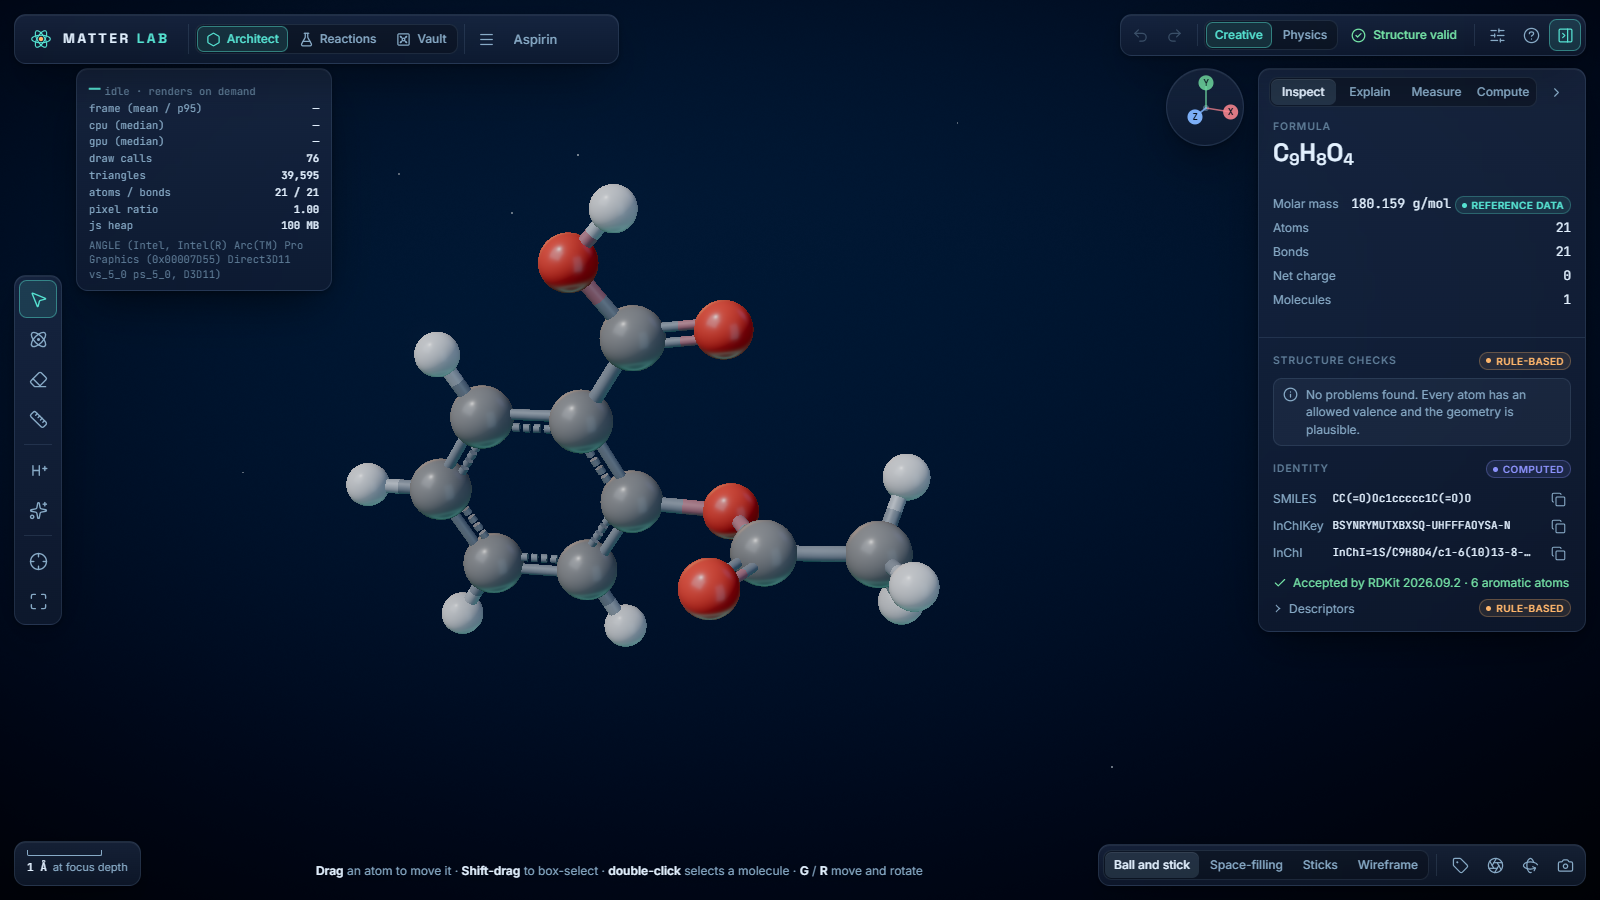 MATTER LAB
Architect
Reactions
Vault
Aspirin
Creative
Physics
Structure valid
idle · renders on demand
frame (mean / p95) —
cpu (median) —
gpu (median) —
draw calls 76
triangles 39,595
atoms / bonds 21 / 21
pixel ratio 1.00
js heap 100 MB
ANGLE (Intel, Intel(R) Arc(TM) Pro
Graphics (0x00007D55) Direct3D11
vs_5_0 ps_5_0, D3D11)
H+
Y
Z
X
Inspect
Explain
Measure
Compute
FORMULA
C₉H₈O₄
Molar mass 180.159 g/mol REFERENCE DATA
Atoms 21
Bonds 21
Net charge 0
Molecules 1
STRUCTURE CHECKS RULE-BASED
No problems found. Every atom has an
allowed valence and the geometry is
plausible.
IDENTITY COMPUTED
SMILES CC(=O)Oc1ccccc1C(=O)O
InChIKey BSYNRYMUTXBXSQ-UHFFFAOYSA-N
InChI InChI=1S/C9H8O4/c1-6(10)13-8-…
Accepted by RDKit 2026.09.2 · 6 aromatic atoms
Descriptors RULE-BASED
1 Å at focus depth
Drag an atom to move it · Shift-drag to box-select · double-click selects a molecule · G / R move and rotate
Ball and stick
Space-filling
Sticks
Wireframe